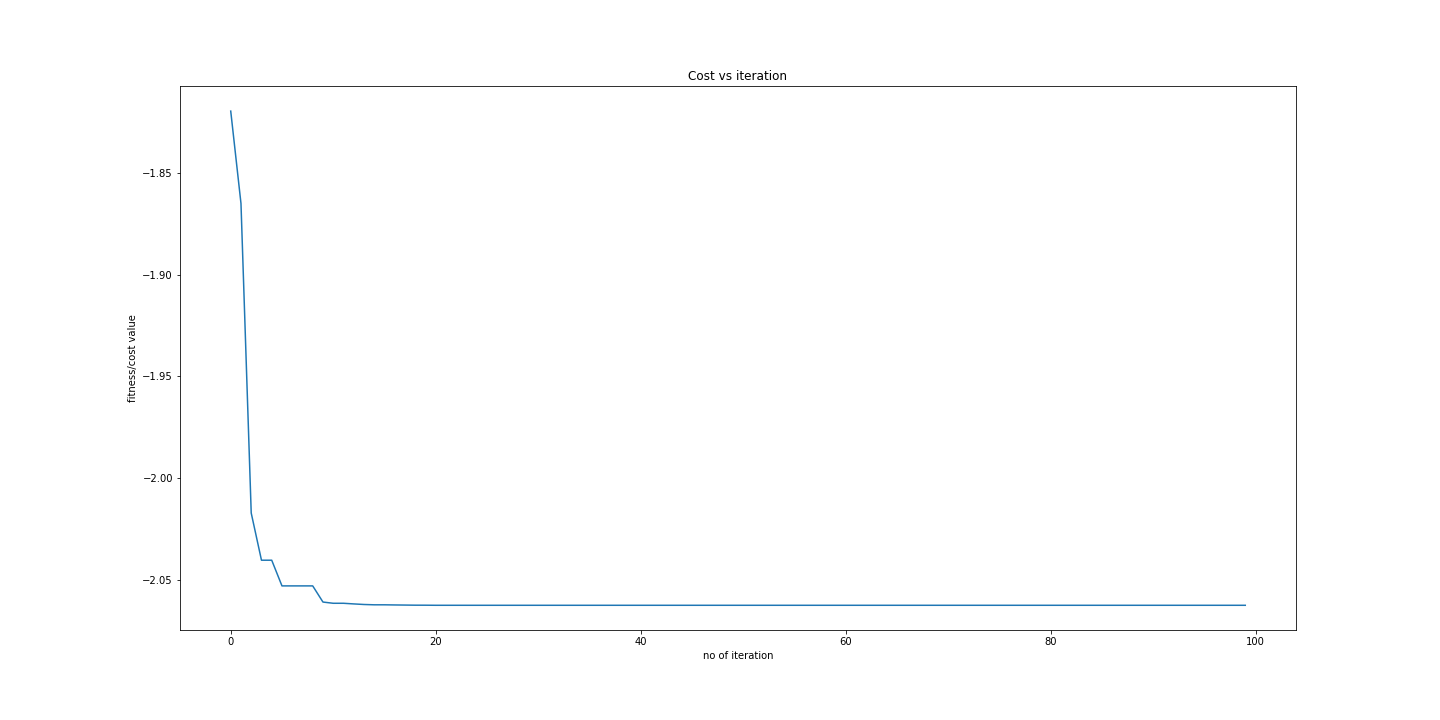 Cost vs iteration
fitness/cost value
−1.85
−1.90
−1.95
−2.00
−2.05
0 20 40 60 80 100
no of iteration